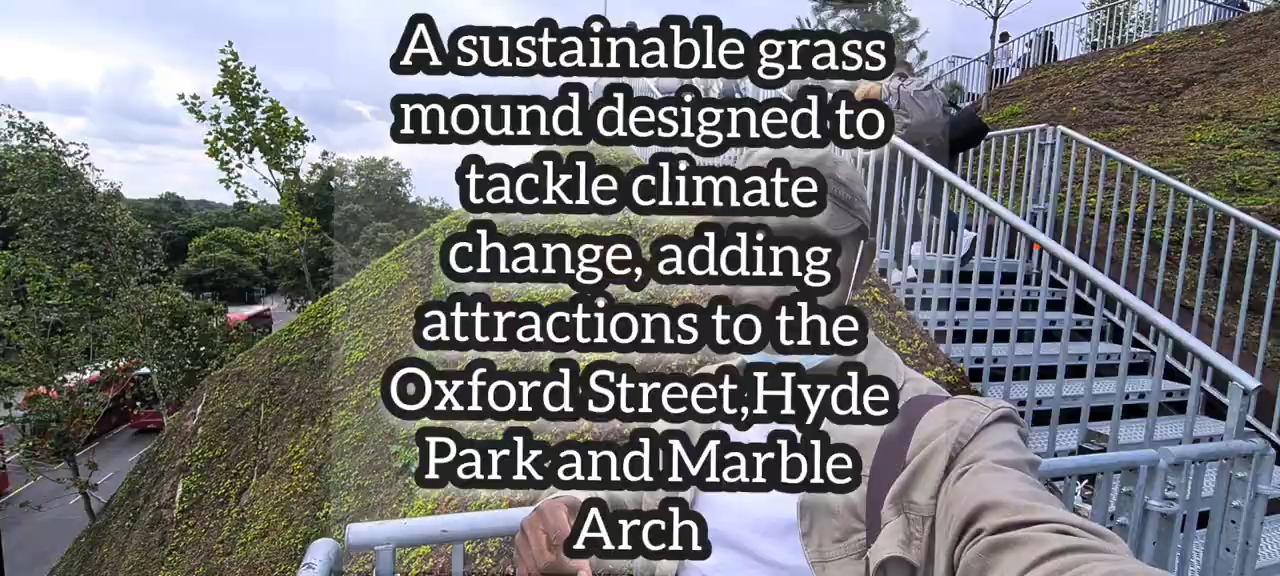 A sustainable grass
mound designed to
tackle climate
change, adding
attractions to the
Oxford Street,Hyde
Park and Marble
Arch